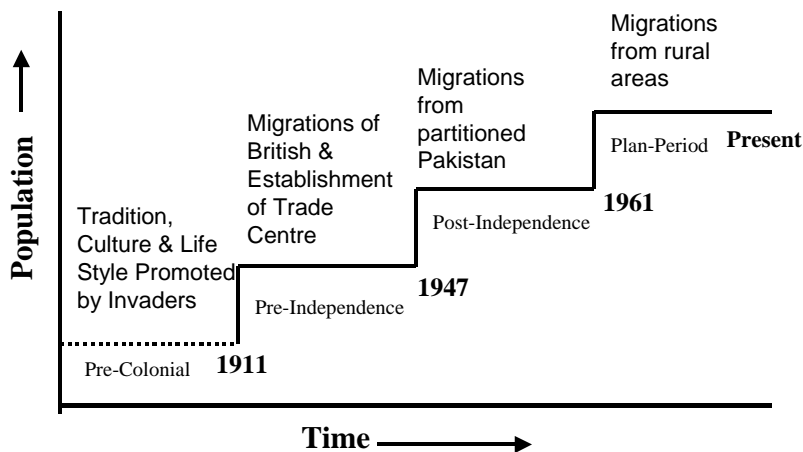 Population
Tradition,
Culture & Life
Style Promoted
by Invaders
Pre-Colonial
1911
Migrations of
British &
Establishment
of Trade
Centre
Pre-Independence
1947
Migrations
from
partitioned
Pakistan
Post-Independence
1961
Migrations
from rural
areas
Plan-Period
Present
Time